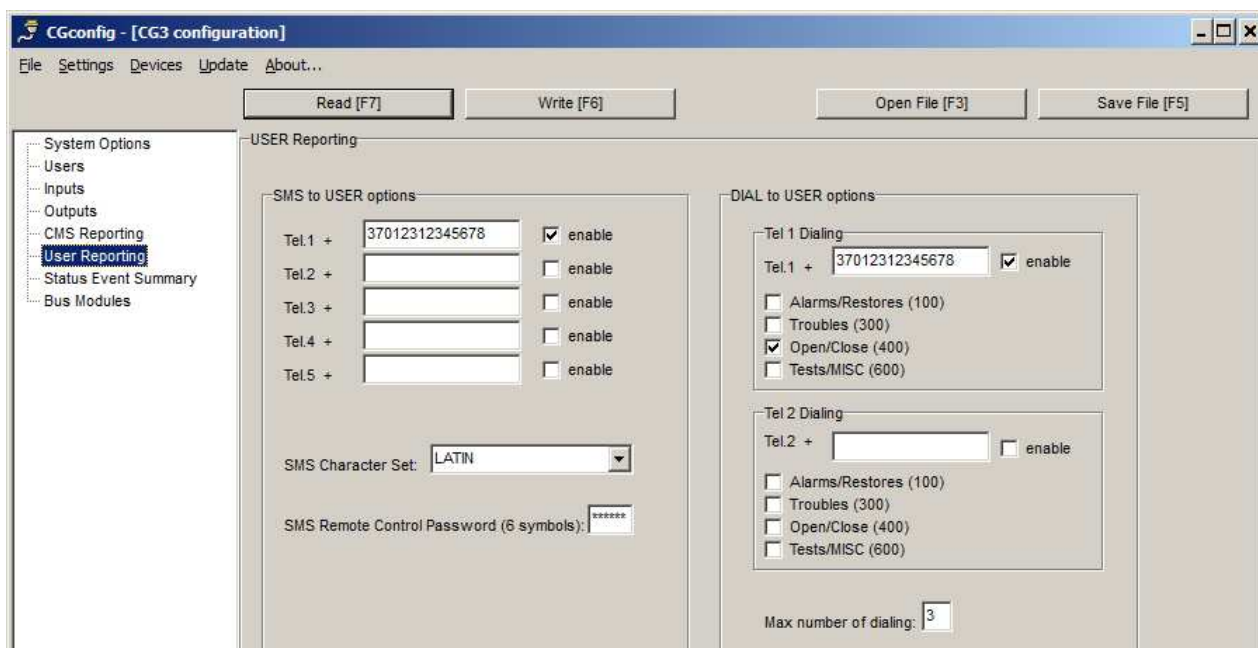 CGconfig - [CG3 configuration]
File Settings Devices Update About...
Read [F7] Write [F6] Open File [F3] Save File [F5]
System Options
Users
Inputs
Outputs
CMS Reporting
User Reporting
Status Event Summary
Bus Modules
USER Reporting
SMS to USER options
Tel.1 + 37012312345678 enable
Tel.2 + enable
Tel.3 + enable
Tel.4 + enable
Tel.5 + enable
SMS Character Set: LATIN
SMS Remote Control Password (6 symbols): ******
DIAL to USER options
Tel 1 Dialing
Tel.1 + 37012312345678 enable
Alarms/Restores (100)
Troubles (300)
Open/Close (400)
Tests/MISC (600)
Tel 2 Dialing
Tel.2 + enable
Alarms/Restores (100)
Troubles (300)
Open/Close (400)
Tests/MISC (600)
Max number of dialing: 3